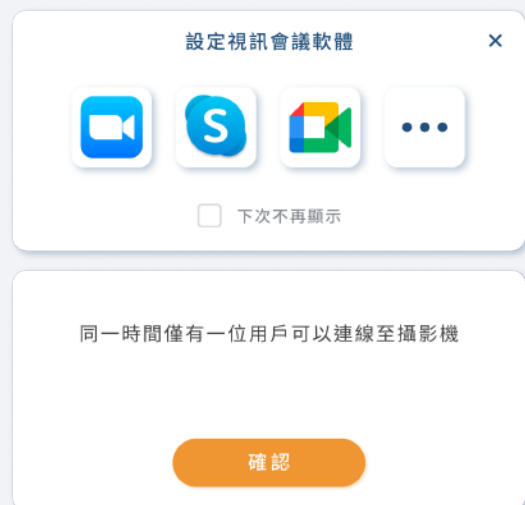 設定視訊會議軟體
S
下次不再顯示
同一時間僅有一位用戶可以連線至攝影機
確認